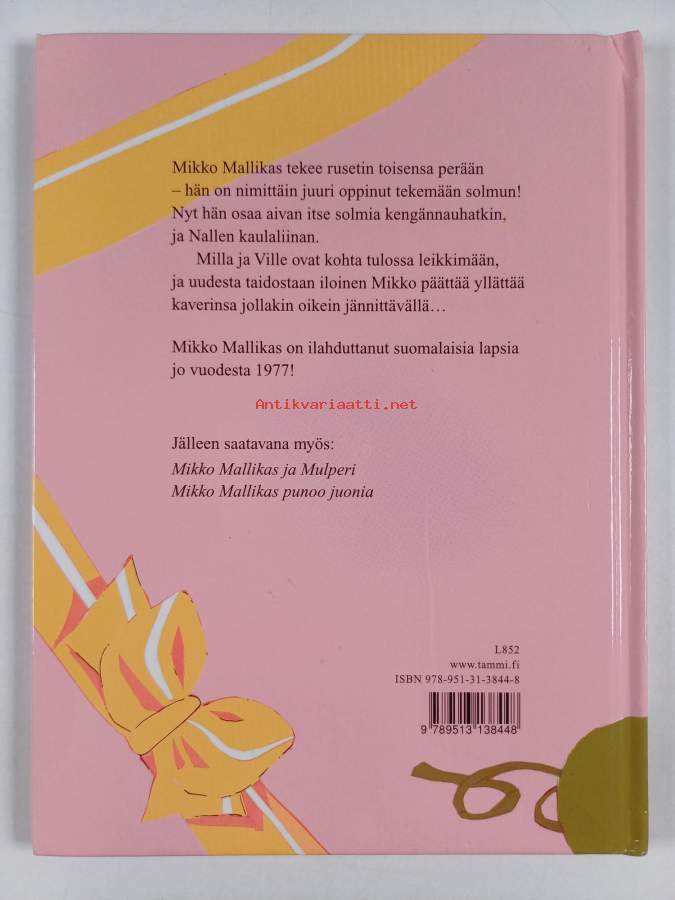 Mikko Mallikas tekee rusetin toisensa perään
– hän on nimittäin juuri oppinut tekemään solmun!
Nyt hän osaa aivan itse solmia kengännauhatkin,
ja Nallen kaulaliinan.
Milla ja Ville ovat kohta tulossa leikkimään,
ja uudesta taidostaan iloinen Mikko päättää yllättää
kaverinsa jollakin oikein jännittävällä…
Mikko Mallikas on ilahduttanut suomalaisia lapsia
jo vuodesta 1977!
Antikvariaatti.net
Jälleen saatavana myös:
Mikko Mallikas ja Mulperi
Mikko Mallikas punoo juonia
L852
www.tammi.fi
ISBN 978-951-31-3844-8
9 789513 138448